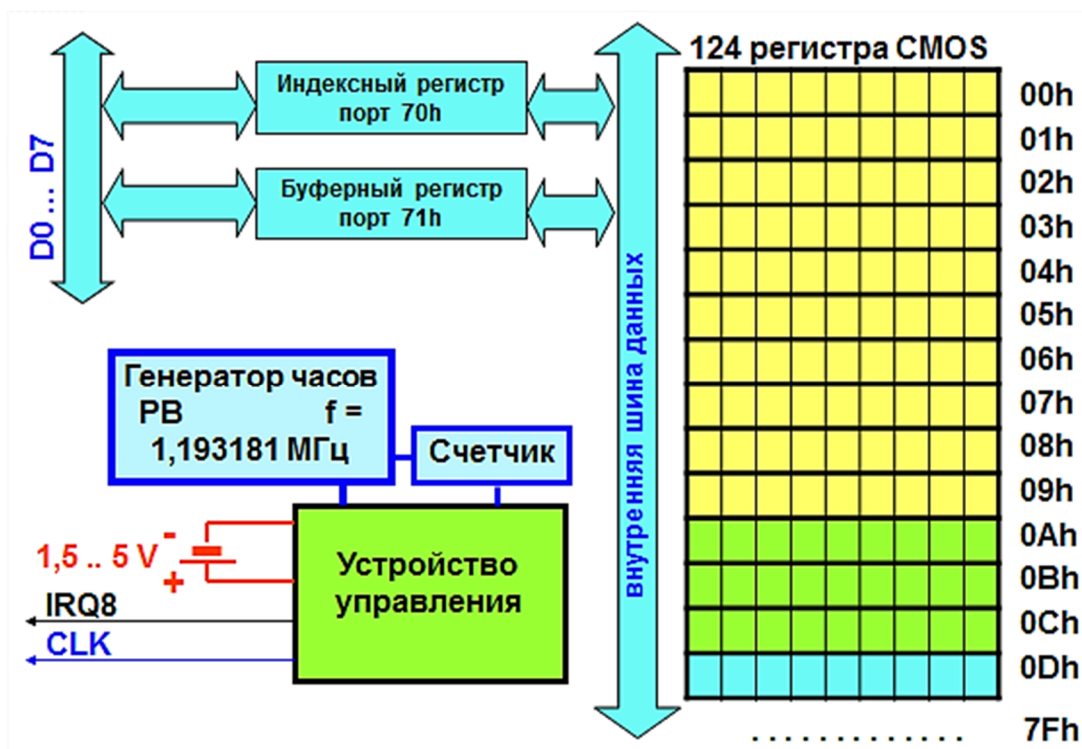 124 регистра CMOS
Индексный регистр
порт 70h
Буферный регистр
порт 71h
D0 ... D7
внутренняя шина данных
00h
01h
02h
03h
04h
05h
06h
07h
08h
09h
0Ah
0Bh
0Ch
0Dh
. . . . . . . . . . . . . 7Fh
Генератор часов
РВ f =
1,193181 МГц
Счетчик
Устройство
управления
-
1,5 .. 5 V
+
IRQ8
CLK